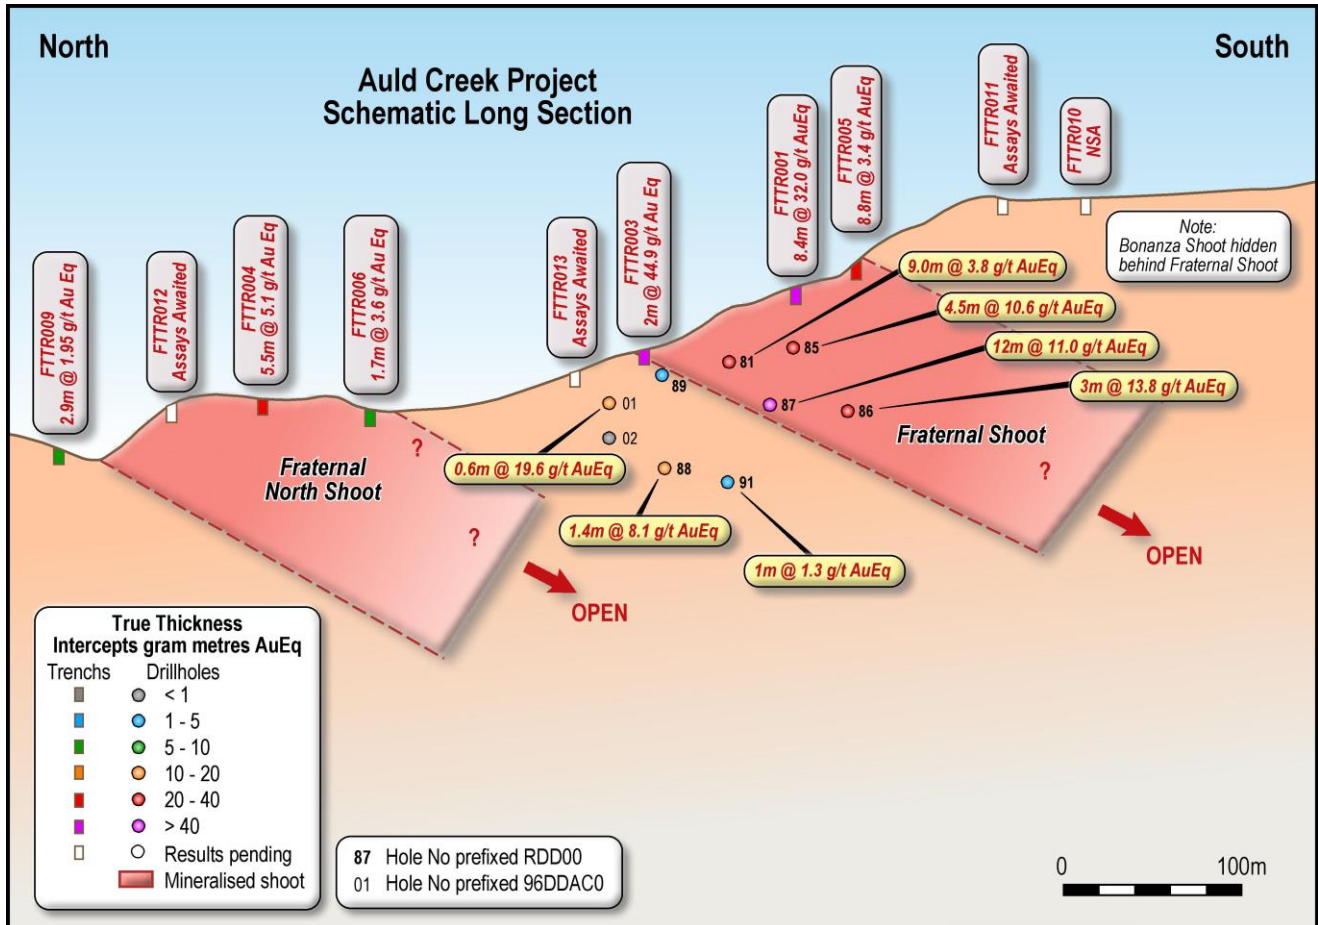 North
South
Auld Creek Project
Schematic Long Section
FTTR009
2.9m @ 1.95 g/t Au Eq
FTTR012
Assays Awaited
FTTR004
5.5m @ 5.1 g/t Au Eq
FTTR006
1.7m @ 3.6 g/t Au Eq
FTTR013
Assays Awaited
FTTR003
2m @ 44.9 g/t Au Eq
FTTR001
8.4m @ 32.0 g/t AuEq
FTTR005
8.8m @ 3.4 g/t AuEq
FTTR011
Assays Awaited
FTTR010
NSA
Note:
Bonanza Shoot hidden
behind Fraternal Shoot
9.0m @ 3.8 g/t AuEq
4.5m @ 10.6 g/t AuEq
12m @ 11.0 g/t AuEq
3m @ 13.8 g/t AuEq
81
85
89
87
86
01
02
88
91
Fraternal Shoot
?
Fraternal
North Shoot
?
?
0.6m @ 19.6 g/t AuEq
1.4m @ 8.1 g/t AuEq
1m @ 1.3 g/t AuEq
OPEN
OPEN
True Thickness
Intercepts gram metres AuEq
Trenchs Drillholes
< 1
1 - 5
5 - 10
10 - 20
20 - 40
> 40
Results pending
Mineralised shoot
87 Hole No prefixed RDD00
01 Hole No prefixed 96DDAC0
0 100m